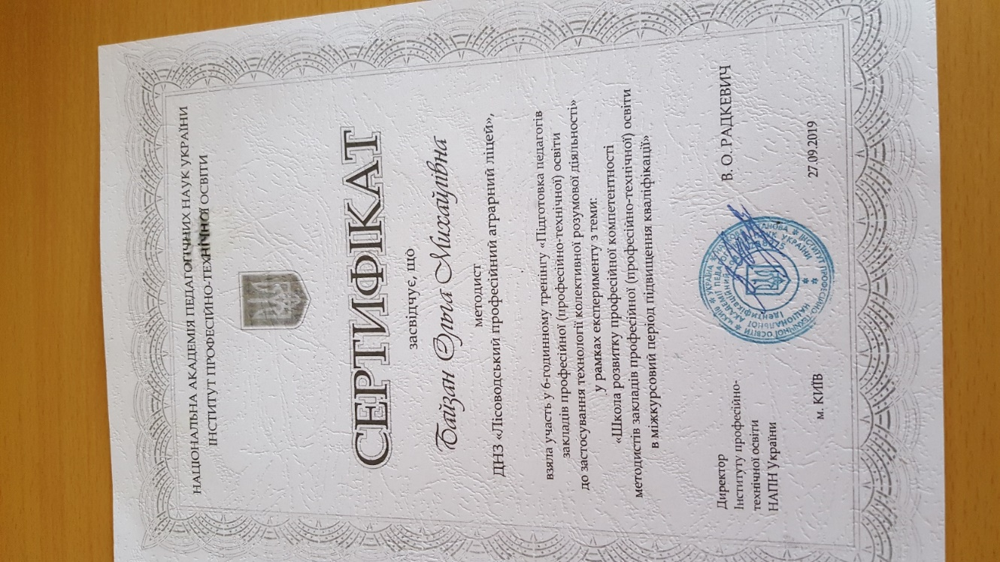 НАЦІОНАЛЬНА АКАДЕМІЯ ПЕДАГОГІЧНИХ НАУК УКРАЇНИ
ІНСТИТУТ ПРОФЕСІЙНО-ТЕХНІЧНОЇ ОСВІТИ
СЕРТИФІКАТ
засвідчує, що
Байзан Ольга Михайлівна
методист
ДНЗ «Лісоводський професійний аграрний ліцей»,
взяла участь у 6-годинному тренінгу «Підготовка педагогів
закладів професійної (професійно-технічної) освіти
до застосування технології колективної розумової діяльності»
у рамках експерименту з теми:
«Школа розвитку професійної компетентності
методистів закладів професійної (професійно-технічної) освіти
в міжкурсовий період підвищення кваліфікації»
Директор
Інституту професійно-
технічної освіти
НАПН України
В. О. РАДКЕВИЧ
м. КИЇВ
27.09.2019